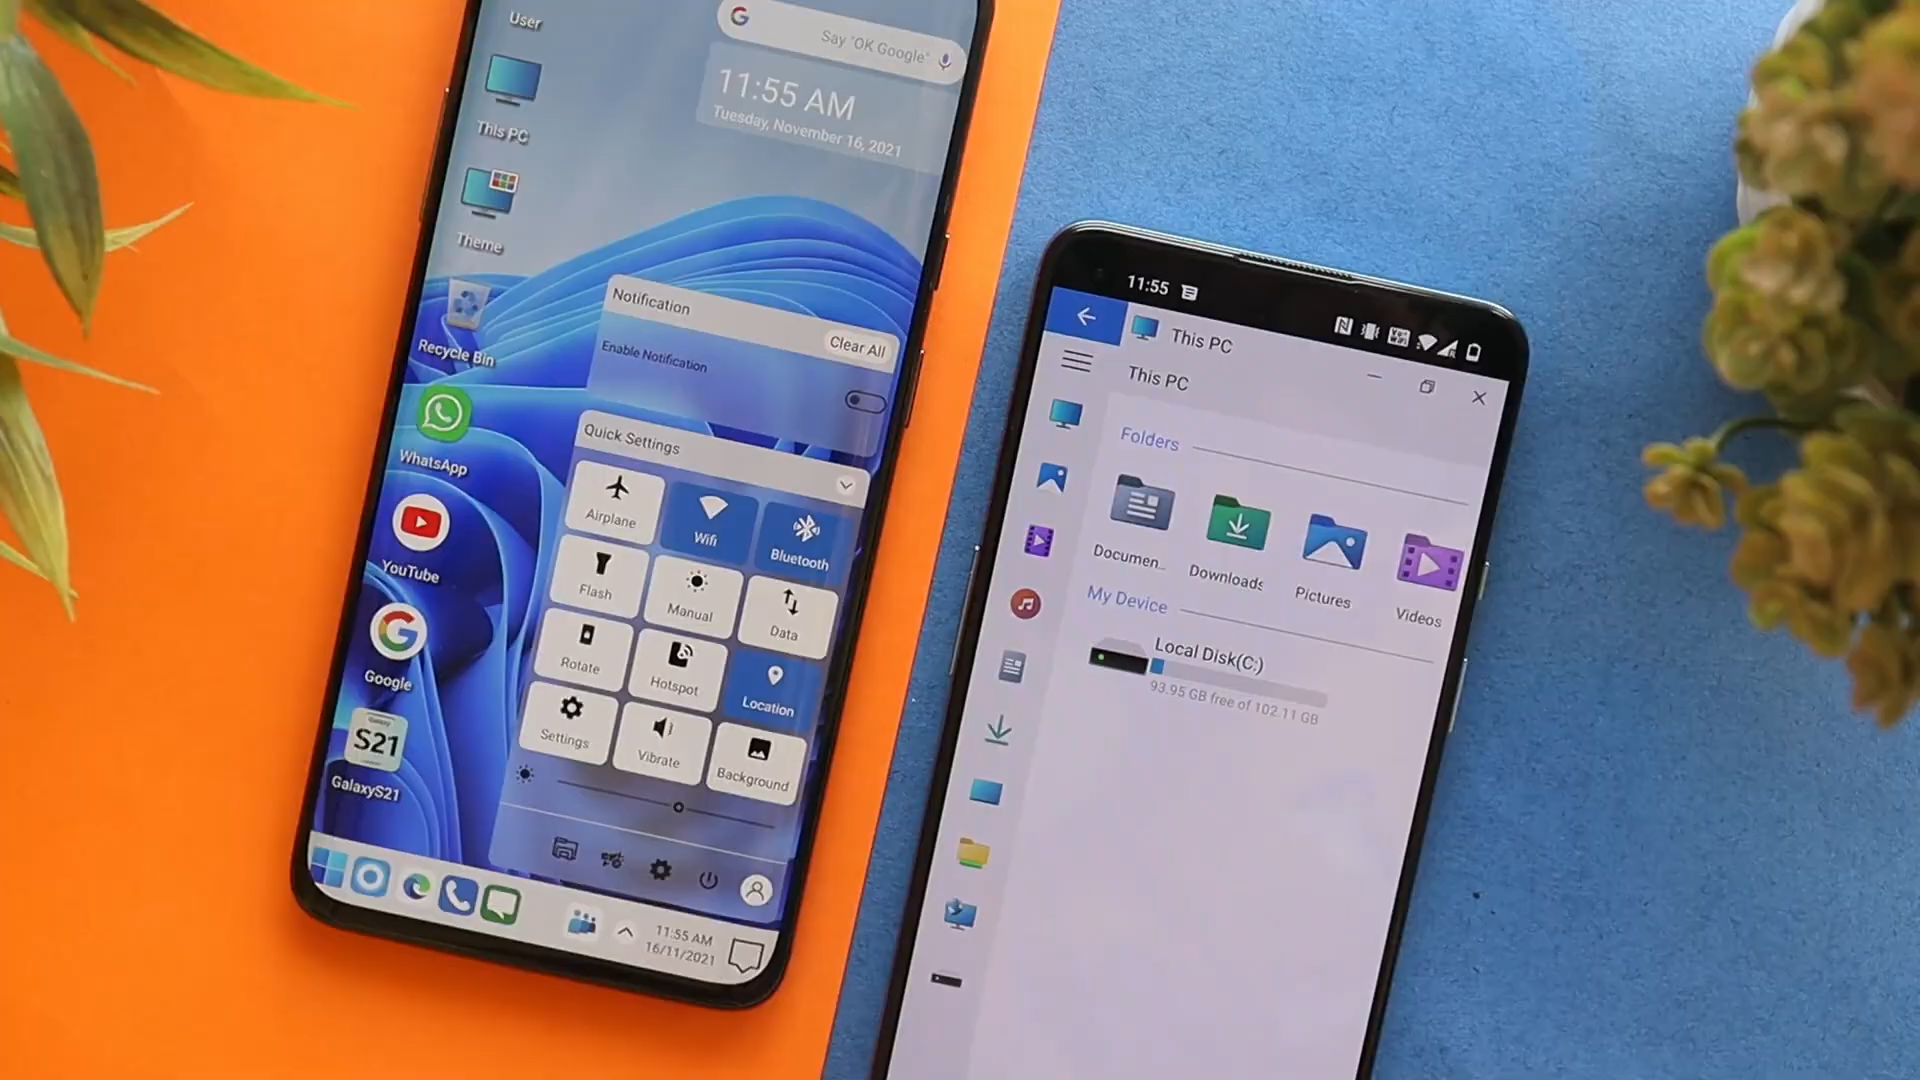 User
Say "OK Google"
11:55 AM
Tuesday, November 16, 2021
This PC
Theme
Recycle Bin
WhatsApp
YouTube
Google
Galaxy
S21
GalaxyS21
Notification
Clear All
Enable Notification
Quick Settings
Airplane
Wifi
Bluetooth
Flash
Manual
Data
Rotate
Hotspot
Location
Settings
Vibrate
Background
11:55 AM
16/11/2021
11:55
This PC
This PC
Folders
Documen...
Downloads
Pictures
Videos
My Device
Local Disk(C:)
93.95 GB free of 102.11 GB